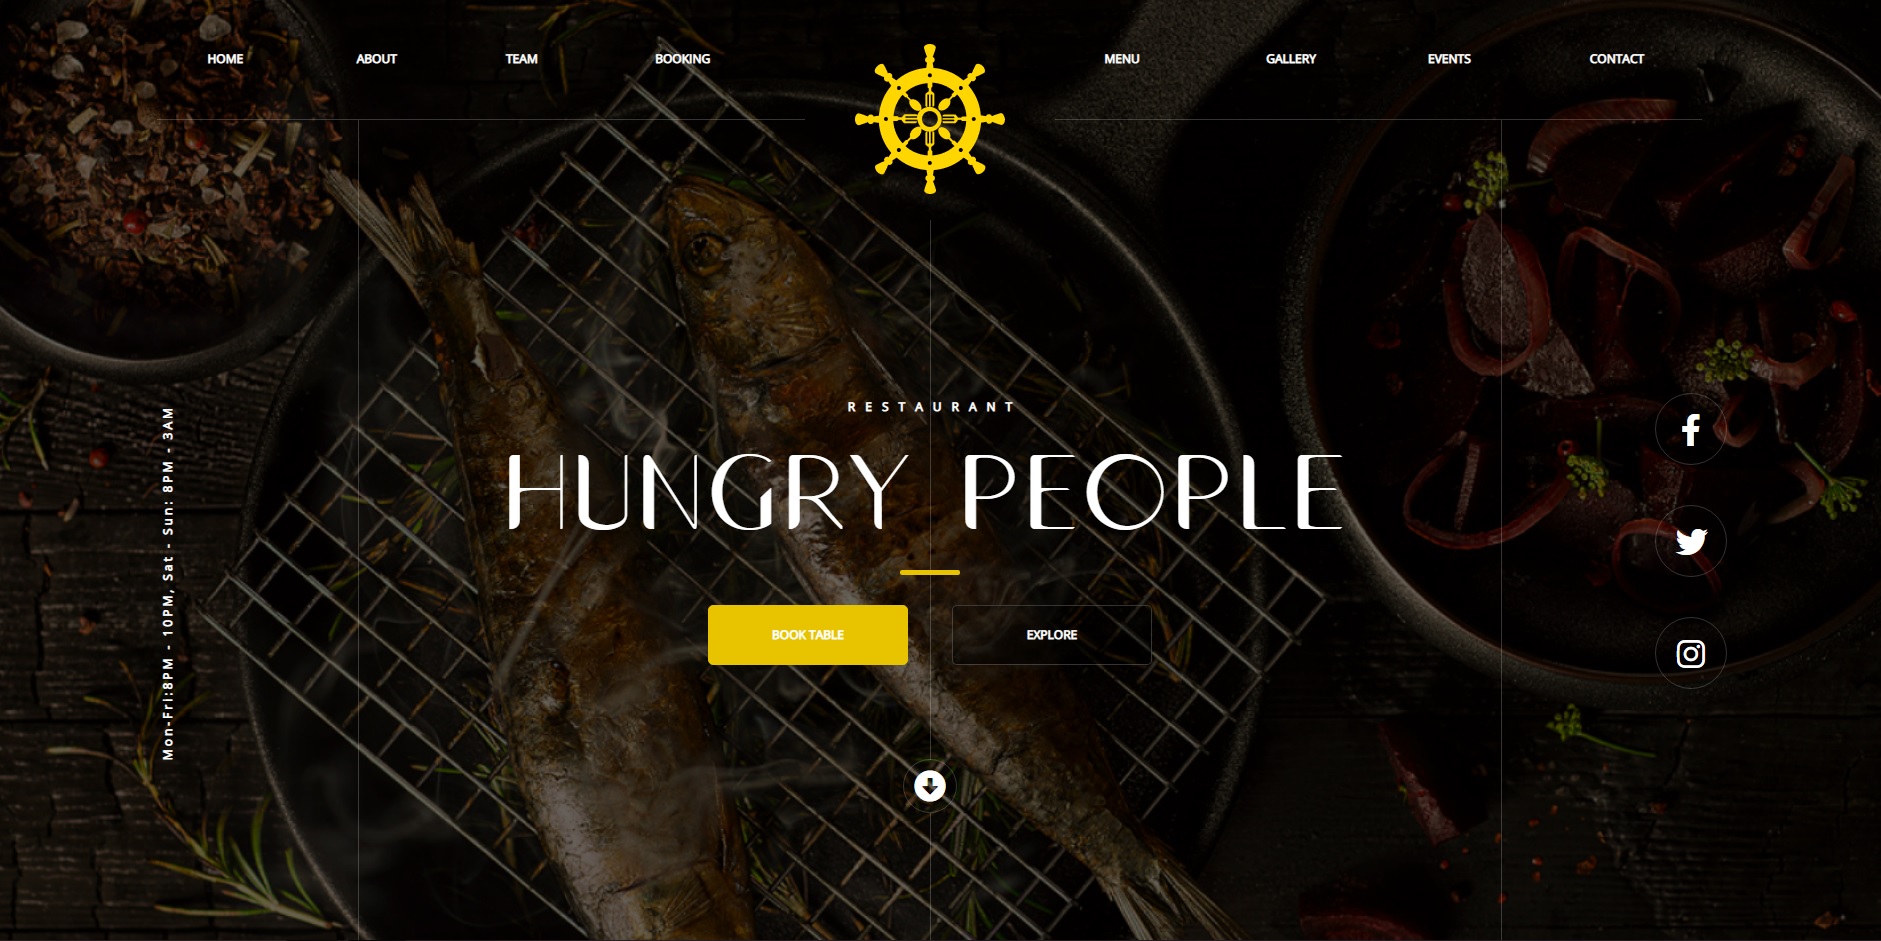 HOME ABOUT TEAM BOOKING MENU GALLERY EVENTS CONTACT
RESTAURANT
HUNGRY PEOPLE
BOOK TABLE EXPLORE
Mon-Fri:8PM - 10PM, Sat - Sun: 8PM - 3AM